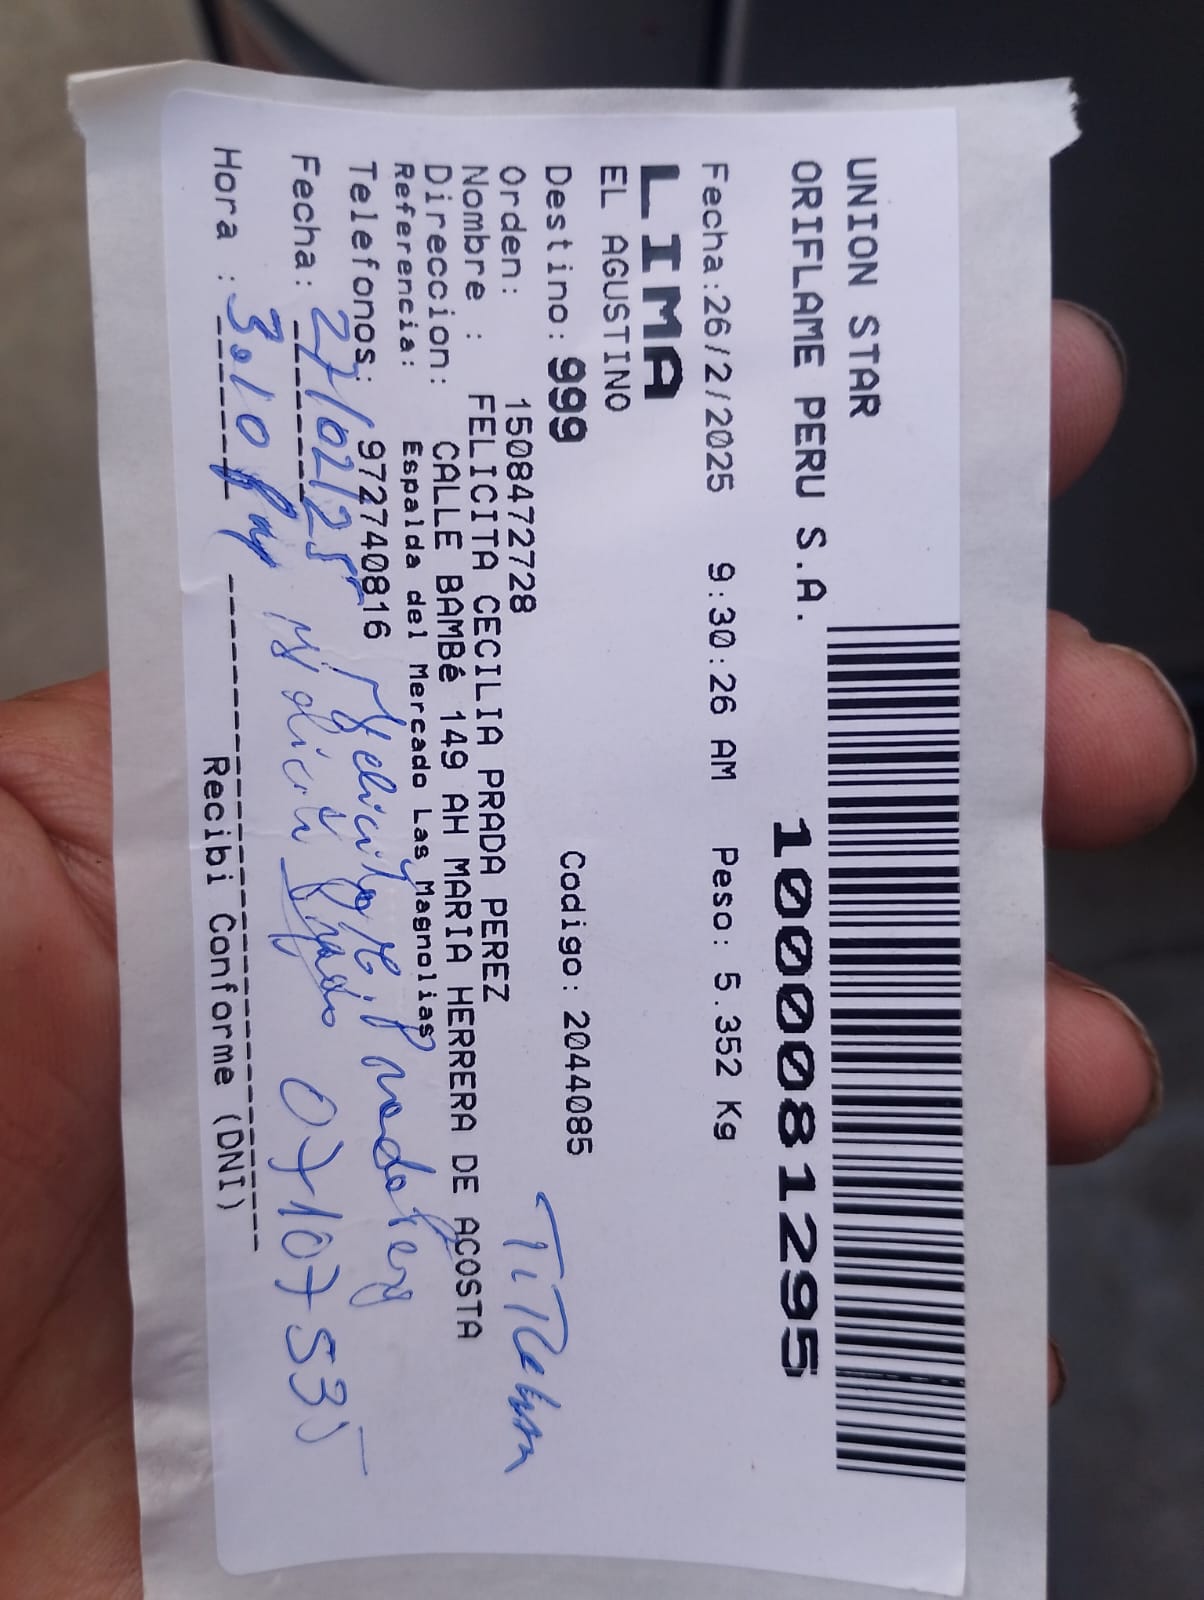 UNION STAR
ORIFLAME PERU S.A.
1000081295
Fecha:26/2/2025 9:30:26 AM Peso: 5.352 Kg
LIMA
EL AGUSTINO
Destino: 999 Codigo: 2044085
Orden: 1508472728
Nombre : FELICITA CECILIA PRADA PEREZ
Direccion: CALLE BAMBé 149 AH MARIA HERRERA DE ACOSTA
Referencia: Espalda del Mercado Las Magnolias
Telefonos: 972740816
Fecha: 27/02/25
Hora : 3.10
07107535
Recibi Conforme (DNI)